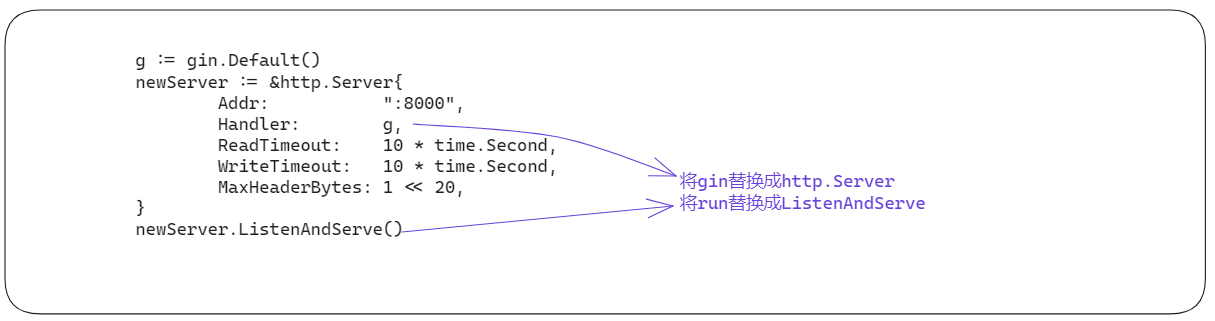 g := gin.Default()
newServer := &http.Server{
        Addr:           ":8000",
        Handler:        g,
        ReadTimeout:    10 * time.Second,
        WriteTimeout:   10 * time.Second,
        MaxHeaderBytes: 1 << 20,
}
newServer.ListenAndServe()
将gin替换成http.Server
将run替换成ListenAndServe